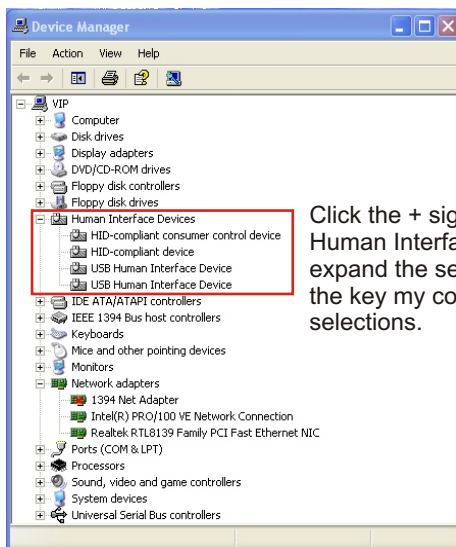 Device Manager
File Action View Help
VIP
Computer
Disk drives
Display adapters
DVD/CD-ROM drives
Floppy disk controllers
Floppy disk drives
Human Interface Devices
HID-compliant consumer control device
HID-compliant device
USB Human Interface Device
USB Human Interface Device
IDE ATA/ATAPI controllers
IEEE 1394 Bus host controllers
Keyboards
Mice and other pointing devices
Monitors
Network adapters
1394 Net Adapter
Intel(R) PRO/100 VE Network Connection
Realtek RTL8139 Family PCI Fast Ethernet NIC
Ports (COM & LPT)
Processors
Sound, video and game controllers
System devices
Universal Serial Bus controllers
Click the + sig
Human Interfa
expand the se
the key my co
selections.